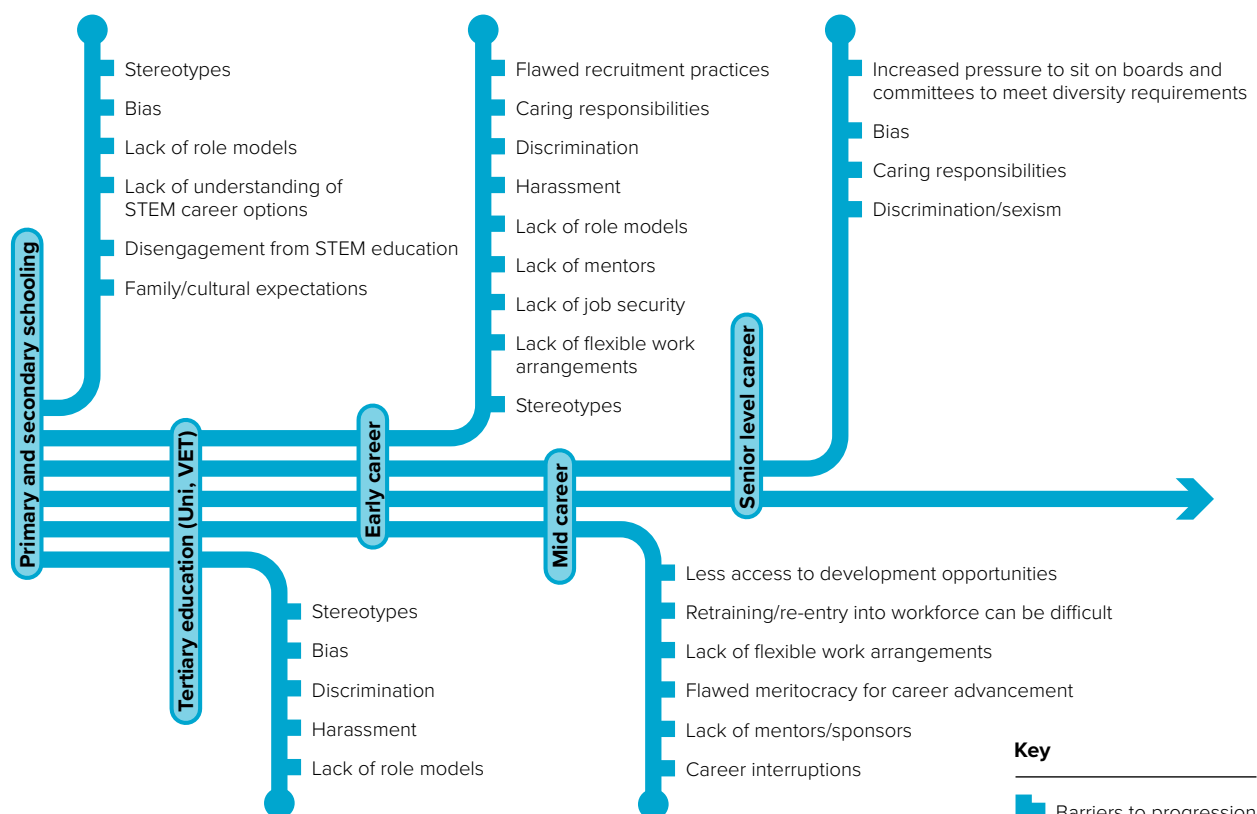 Stereotypes
Bias
Lack of role models
Lack of understanding of
STEM career options
Disengagement from STEM education
Family/cultural expectations
Flawed recruitment practices
Caring responsibilities
Discrimination
Harassment
Lack of role models
Lack of mentors
Lack of job security
Lack of flexible work
arrangements
Stereotypes
Increased pressure to sit on boards and
committees to meet diversity requirements
Bias
Caring responsibilities
Discrimination/sexism
Primary and secondary schooling
Tertiary education (Uni, VET)
Early career
Mid career
Senior level career
Stereotypes
Bias
Discrimination
Harassment
Lack of role models
Less access to development opportunities
Retraining/re-entry into workforce can be difficult
Lack of flexible work arrangements
Flawed meritocracy for career advancement
Lack of mentors/sponsors
Career interruptions
Key
Barriers to progression